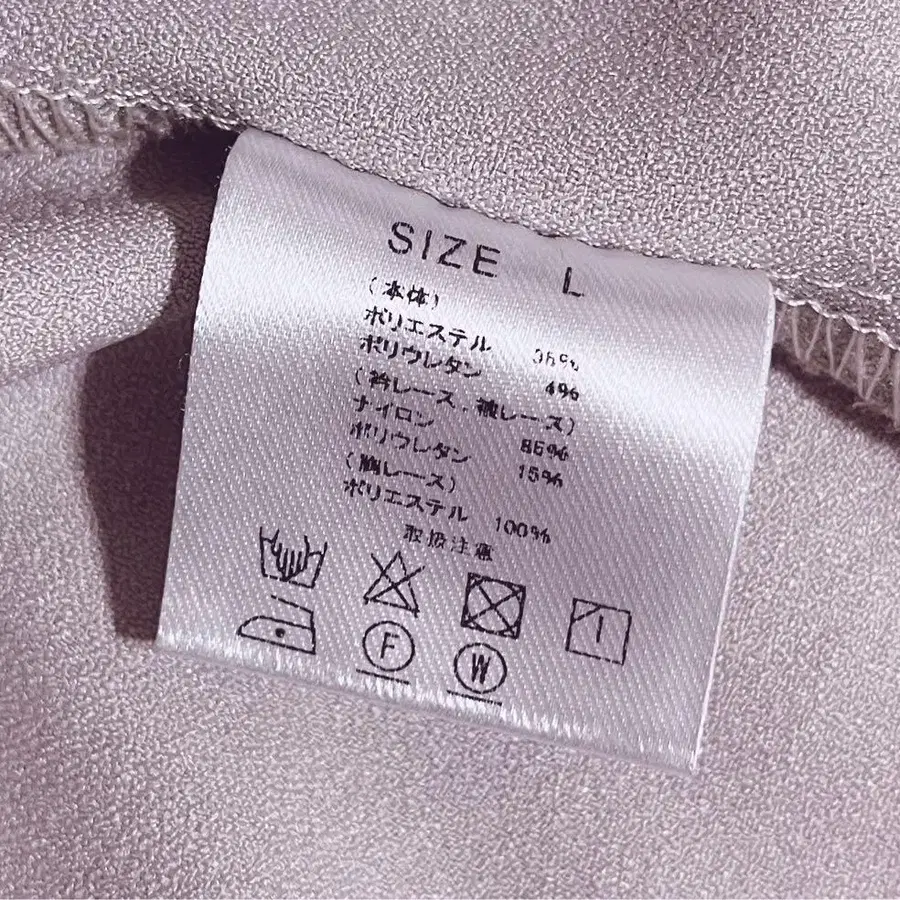 SIZE L
(本体)
ポリエステル 96%
ポリウレタン 4%
(衿レース、裾レース)
ナイロン 85%
ポリウレタン 15%
(胸レース)
ポリエステル 100%
取扱注意
F
W